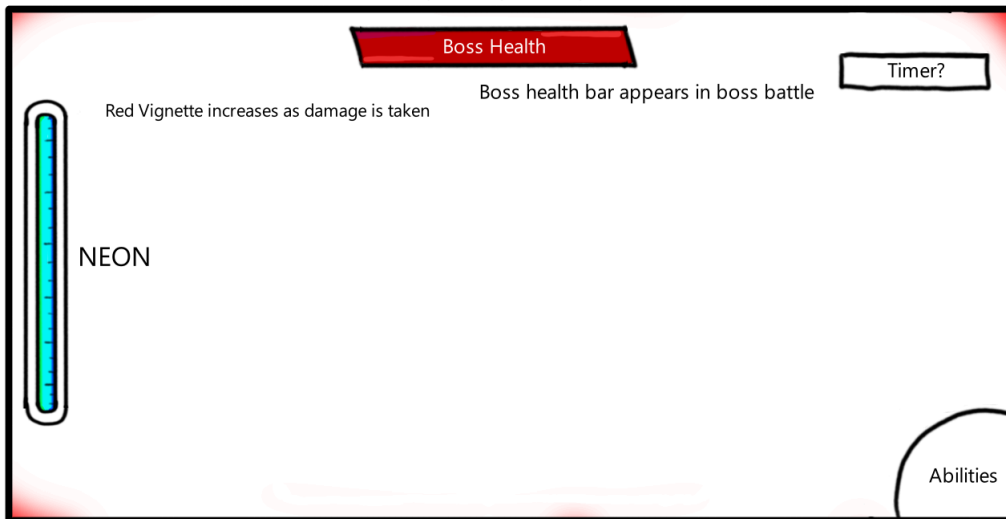 Boss Health
Timer?
Boss health bar appears in boss battle
Red Vignette increases as damage is taken
NEON
Abilities